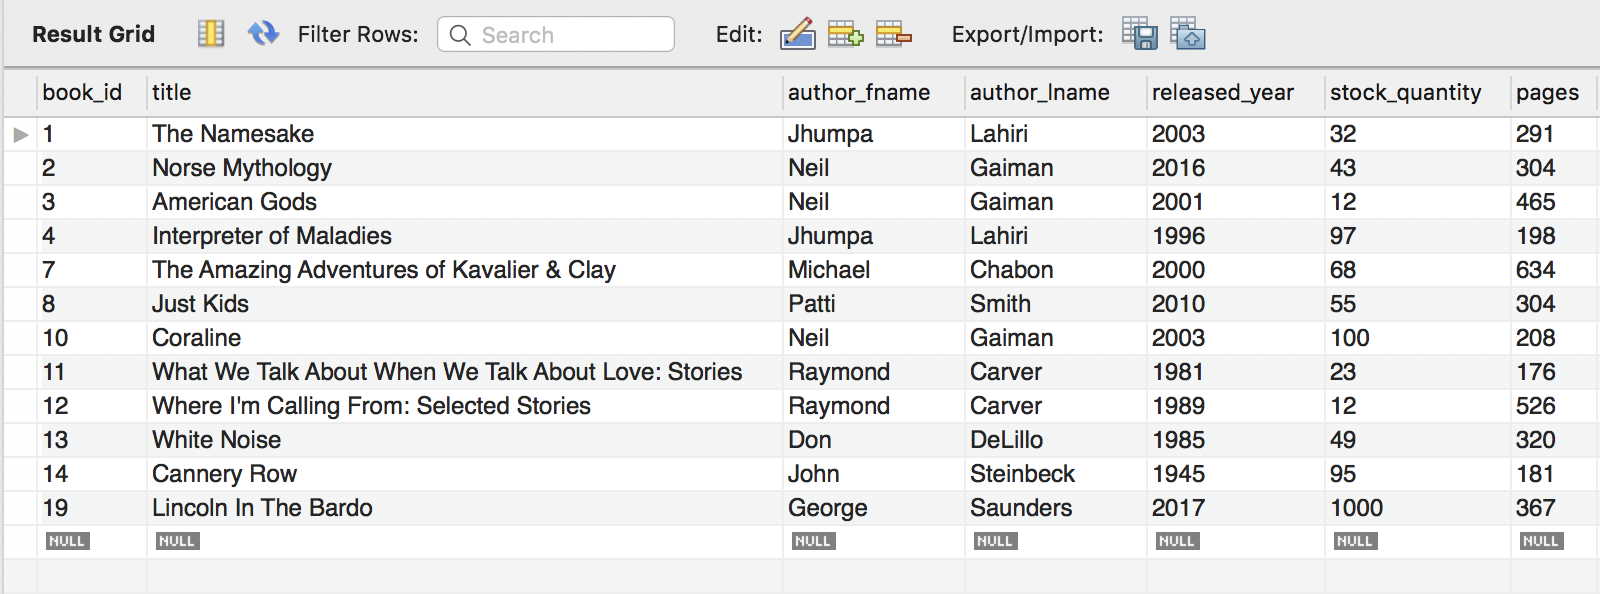 Result Grid Filter Rows: Search Edit: Export/Import:
book_id title author_fname author_lname released_year stock_quantity pages
1 The Namesake Jhumpa Lahiri 2003 32 291
2 Norse Mythology Neil Gaiman 2016 43 304
3 American Gods Neil Gaiman 2001 12 465
4 Interpreter of Maladies Jhumpa Lahiri 1996 97 198
7 The Amazing Adventures of Kavalier & Clay Michael Chabon 2000 68 634
8 Just Kids Patti Smith 2010 55 304
10 Coraline Neil Gaiman 2003 100 208
11 What We Talk About When We Talk About Love: Stories Raymond Carver 1981 23 176
12 Where I'm Calling From: Selected Stories Raymond Carver 1989 12 526
13 White Noise Don DeLillo 1985 49 320
14 Cannery Row John Steinbeck 1945 95 181
19 Lincoln In The Bardo George Saunders 2017 1000 367
NULL NULL NULL NULL NULL NULL NULL